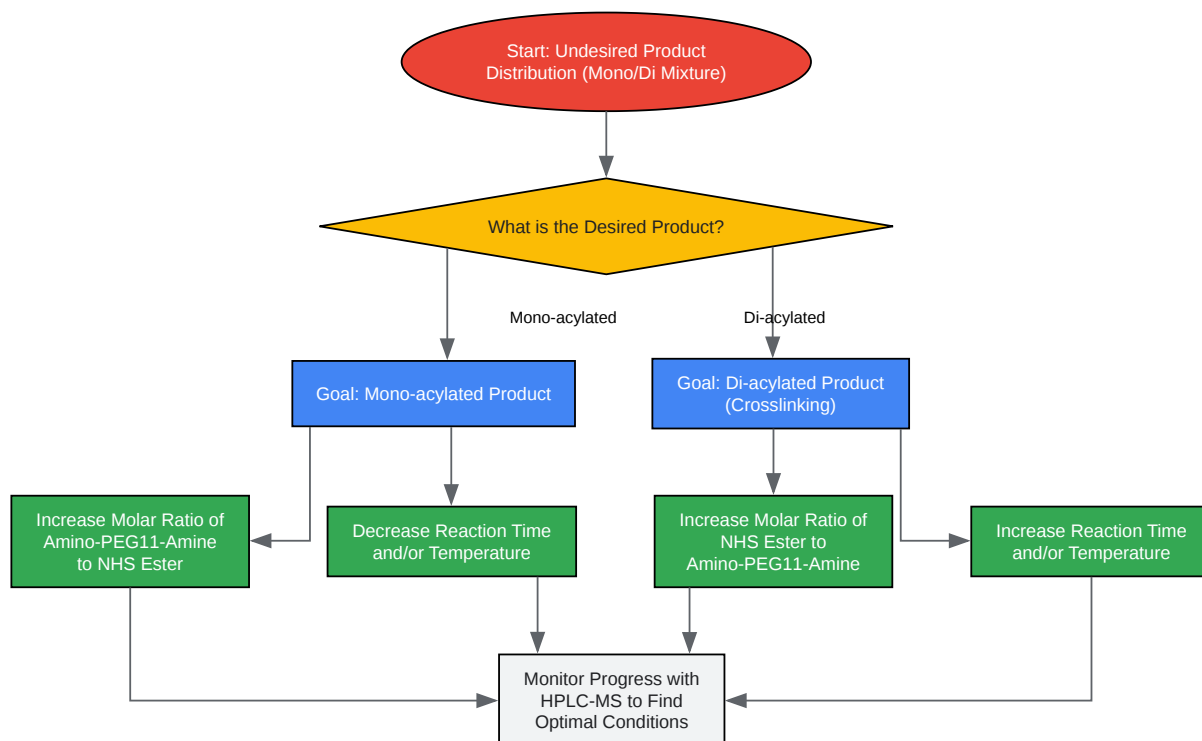 Start: Undesired Product
Distribution (Mono/Di Mixture)
What is the Desired Product?
Mono-acylated
Di-acylated
Goal: Mono-acylated Product
Goal: Di-acylated Product
(Crosslinking)
Increase Molar Ratio of
Amino-PEG11-Amine
to NHS Ester
Decrease Reaction Time
and/or Temperature
Increase Molar Ratio of
NHS Ester to
Amino-PEG11-Amine
Increase Reaction Time
and/or Temperature
Monitor Progress with
HPLC-MS to Find
Optimal Conditions